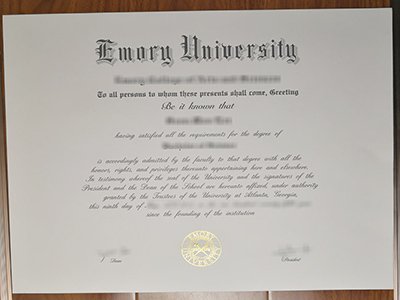 Emory University
To all persons to whom these presents shall come, Greeting
Be it known that
having satisfied all the requirements for the degree of
is accordingly admitted by the faculty to that degree with all the
honors, rights, and privileges thereunto appertaining here and elsewhere.
In testimony whereof the seal of the University and the signatures of the
President and the Dean of the School are hereunto affixed, under authority
granted by the Trustees of the University at Atlanta, Georgia,
this ninth day of
since the founding of the institution
EMORY
UNIVERSITY
Dean
President